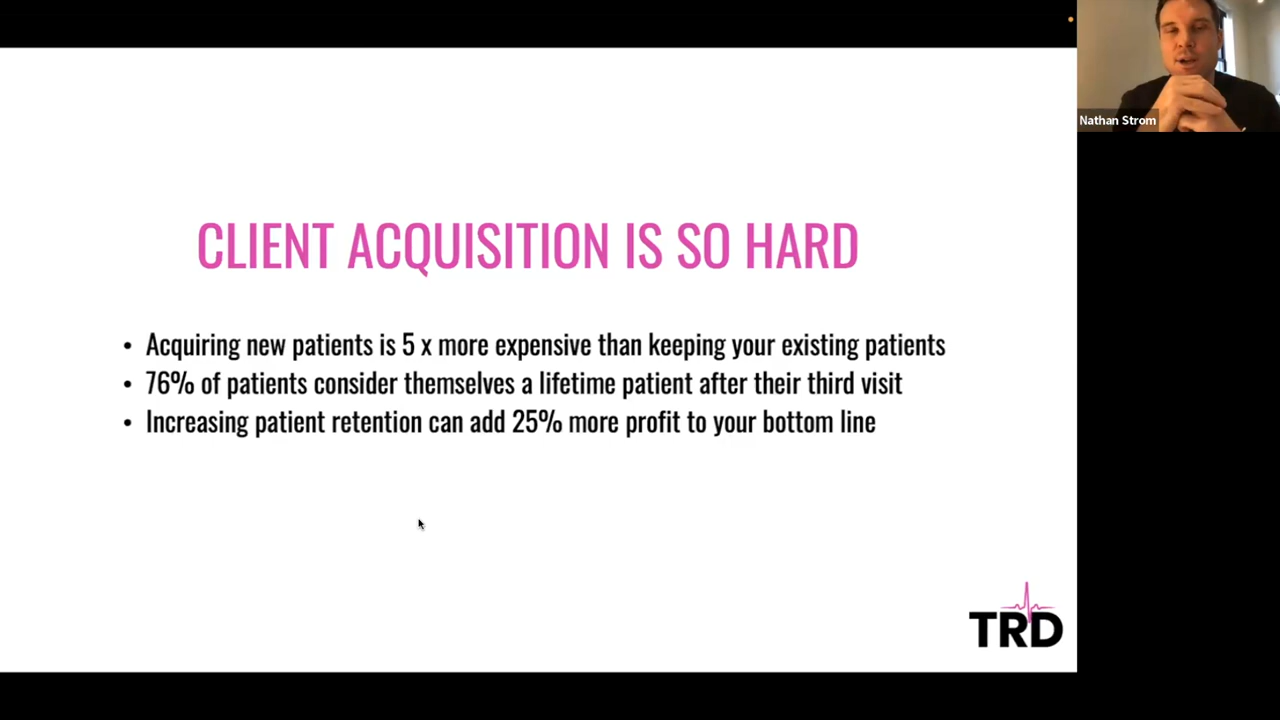 CLIENT ACQUISITION IS SO HARD
• Acquiring new patients is 5 x more expensive than keeping your existing patients
• 76% of patients consider themselves a lifetime patient after their third visit
• Increasing patient retention can add 25% more profit to your bottom line
TRD
Nathan Strom